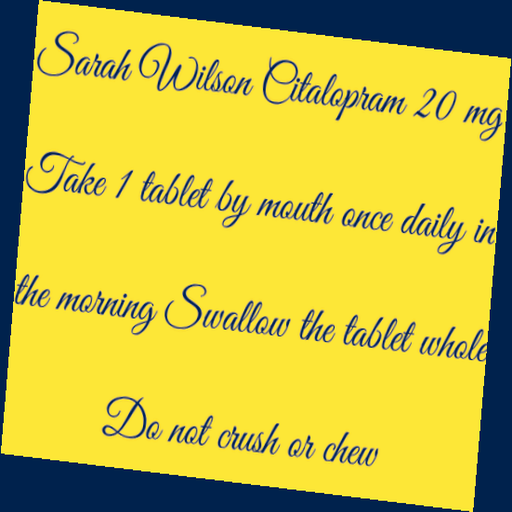 Sarah Wilson Citalopram 20 mg
Take 1 tablet by mouth once daily in
the morning Swallow the tablet whole
Do not crush or chew